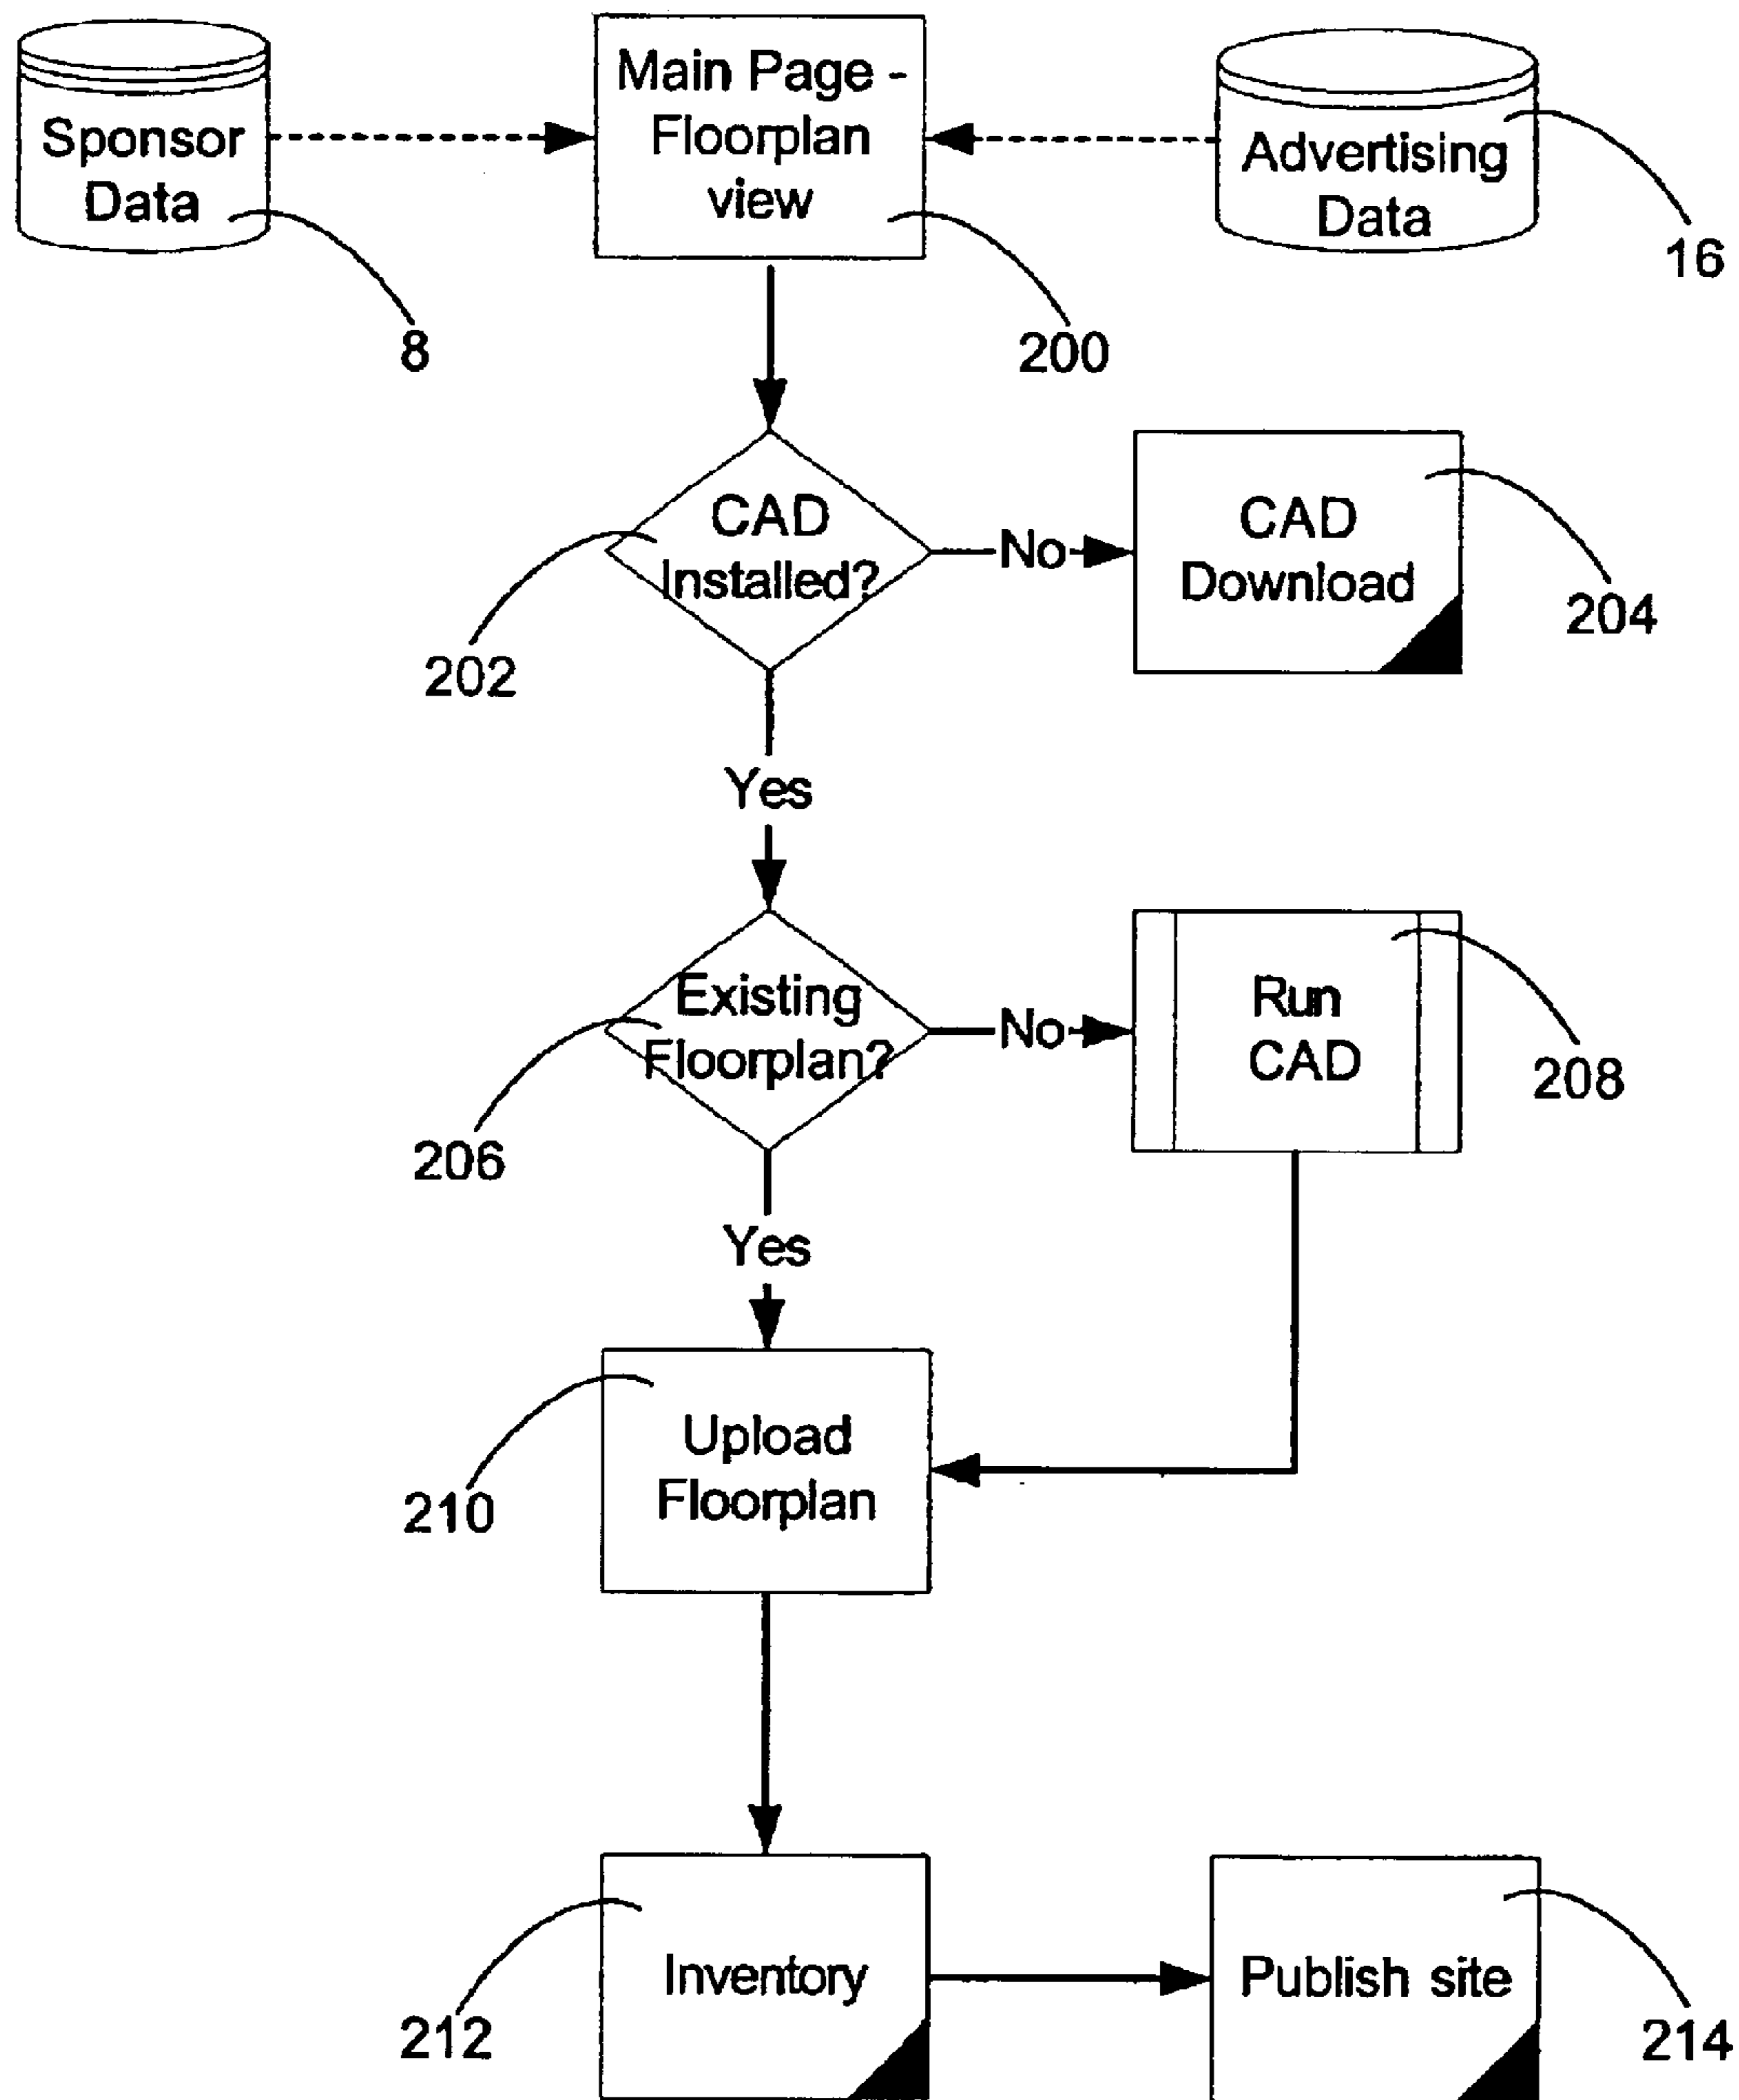 Sponsor
Data
8
Main Page -
Floorplan
view
200
Advertising
Data
16
CAD
Installed?
202
No
CAD
Download
204
Yes
Existing
Floorplan?
206
No
Run
CAD
208
Yes
Upload
Floorplan
210
Inventory
212
Publish site
214